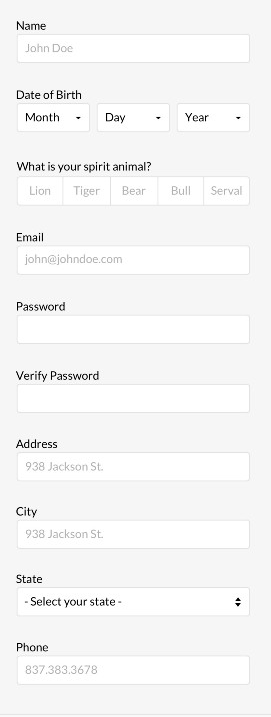 Name
John Doe
Date of Birth
Month Day Year
What is your spirit animal?
Lion Tiger Bear Bull Serval
Email
john@johndoe.com
Password
Verify Password
Address
938 Jackson St.
City
938 Jackson St.
State
- Select your state -
Phone
837.383.3678